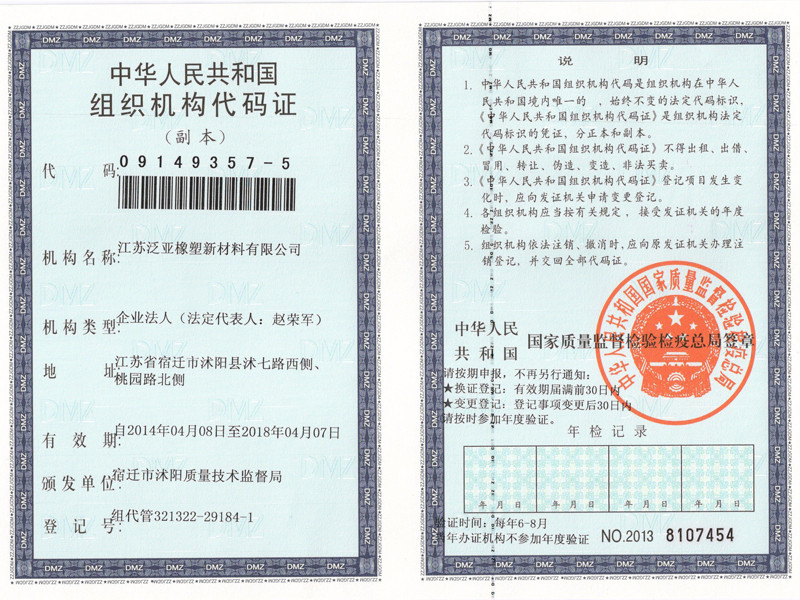 中华人民共和国
组织机构代码证
(副本)
代 码: 09149357-5
机构名称: 江苏泛亚橡塑新材料有限公司
机构类型: 企业法人（法定代表人：赵荣军）
地 址: 江苏省宿迁市沭阳县沭七路西侧、
桃园路北侧
有 效 期: 自2014年04月08日至2018年04月07日
颁发单位: 宿迁市沭阳质量技术监督局
登 记 号: 组代管321322-29184-1
说 明
1. 中华人民共和国组织机构代码是组织机构在中华人
民共和国境内唯一的 ，始终不变的法定代码标识，
《中华人民共和国组织机构代码证》是组织机构法定
代码标识的凭证，分正本和副本。
2.《中华人民共和国组织机构代码证》不得出租、出借、
冒用、转让、伪造、变造、非法买卖。
3.《中华人民共和国组织机构代码证》登记项目发生变
化时，应向发证机关申请变更登记。
4. 各组织机构应当按有关规定，接受发证机关的年度
检验。
5. 组织机构依法注销、撤消时，应向原发证机关办理注
销登记，并交回全部代码证。
中华人民
共和国 国家质量监督检验检疫总局签章
中华人民共和国国家质量监督检验检疫总局
请按期申报，不再另行通知：
★换证登记：有效期届满前30日内
★变更登记：登记事项变更后30日内
请按时参加年度验证。
年检记录
年 月 日 年 月 日 年 月 日 年 月 日
验证时间：每年6-8月
当年办证机构不参加年度验证 NO.2013 8107454
DMZ